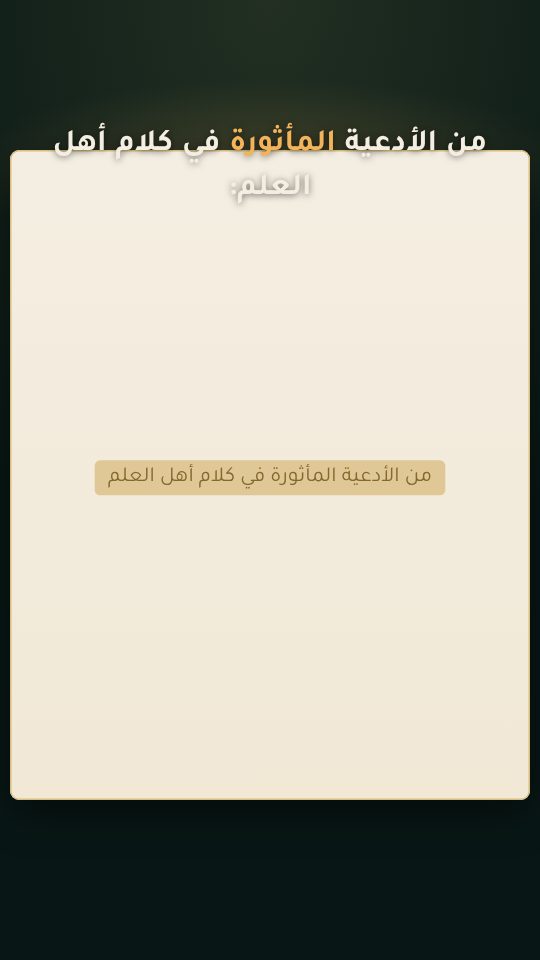 من الأدعية المأثورة في كلام أهل
العلم:
من الأدعية المأثورة في كلام أهل العلم